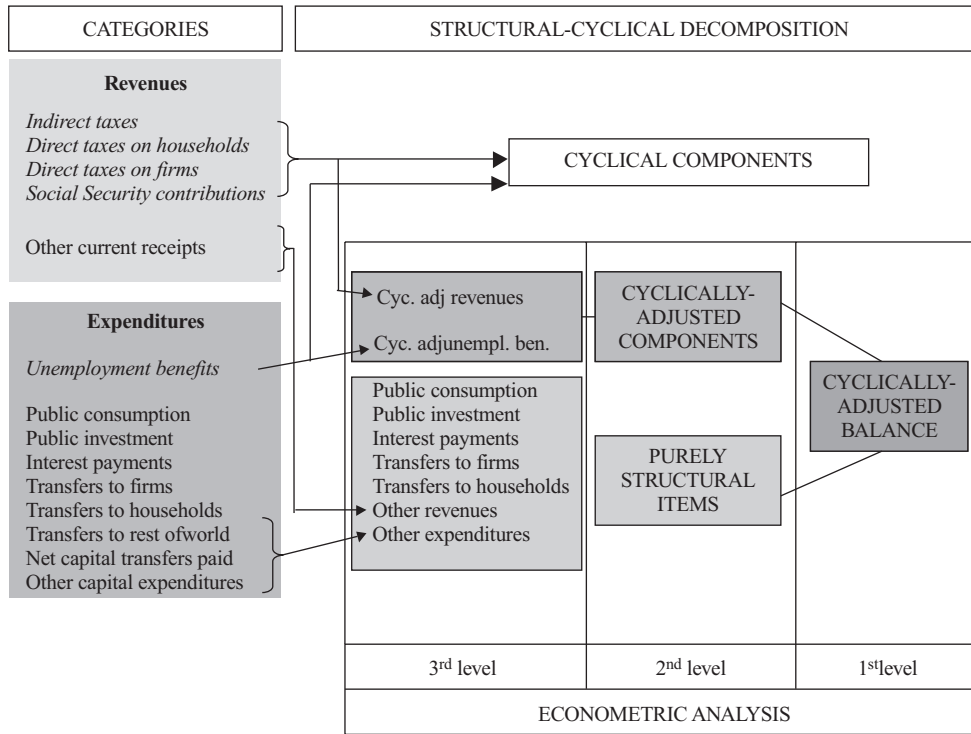 CATEGORIES
STRUCTURAL-CYCLICAL DECOMPOSITION
Revenues
Indirect taxes
Direct taxes on households
Direct taxes on firms
Social Security contributions
Other current receipts
CYCLICAL COMPONENTS
Expenditures
Unemployment benefits
Public consumption
Public investment
Interest payments
Transfers to firms
Transfers to households
Transfers to rest ofworld
Net capital transfers paid
Other capital expenditures
Cyc. adj revenues
Cyc. adjunempl. ben.
Public consumption
Public investment
Interest payments
Transfers to firms
Transfers to households
Other revenues
Other expenditures
CYCLICALLY-
ADJUSTED
COMPONENTS
PURELY
STRUCTURAL
ITEMS
CYCLICALLY-
ADJUSTED
BALANCE
3rd level
2nd level
1stlevel
ECONOMETRIC ANALYSIS